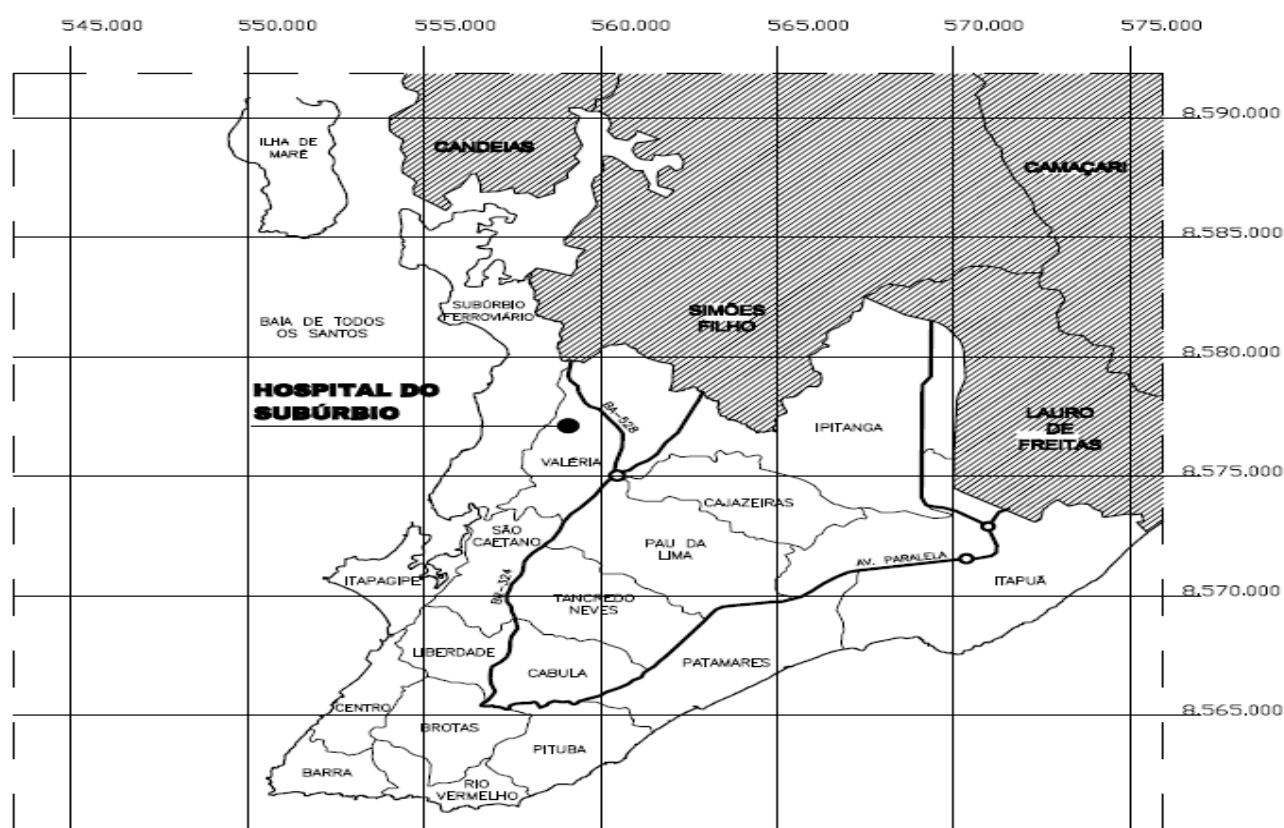 545.000
550.000
555.000
560.000
565.000
570.000
575.000
8.590.000
ILHA DE
MARÉ
CANDEIAS
CAMAÇARI
8.585.000
SUBÚRBIO
FERROVIÁRIO
BAÍA DE TODOS
OS SANTOS
SIMÕES
FILHO
8.580.000
HOSPITAL DO
SUBÚRBIO
BA-528
LAURO
DE
FREITAS
IPITANGA
VALÉRIA
8.575.000
CAJAZEIRAS
SÃO
CAETANO
PAU DA
LIMA
AV. PARALELA
ITAPAGIPE
BR-324
ITAPUÃ
TANCREDO
NEVES
8.570.000
LIBERDADE
CABULA
PATAMARES
CENTRO
8.565.000
BROTAS
PITUBA
BARRA
RIO
VERMELHO